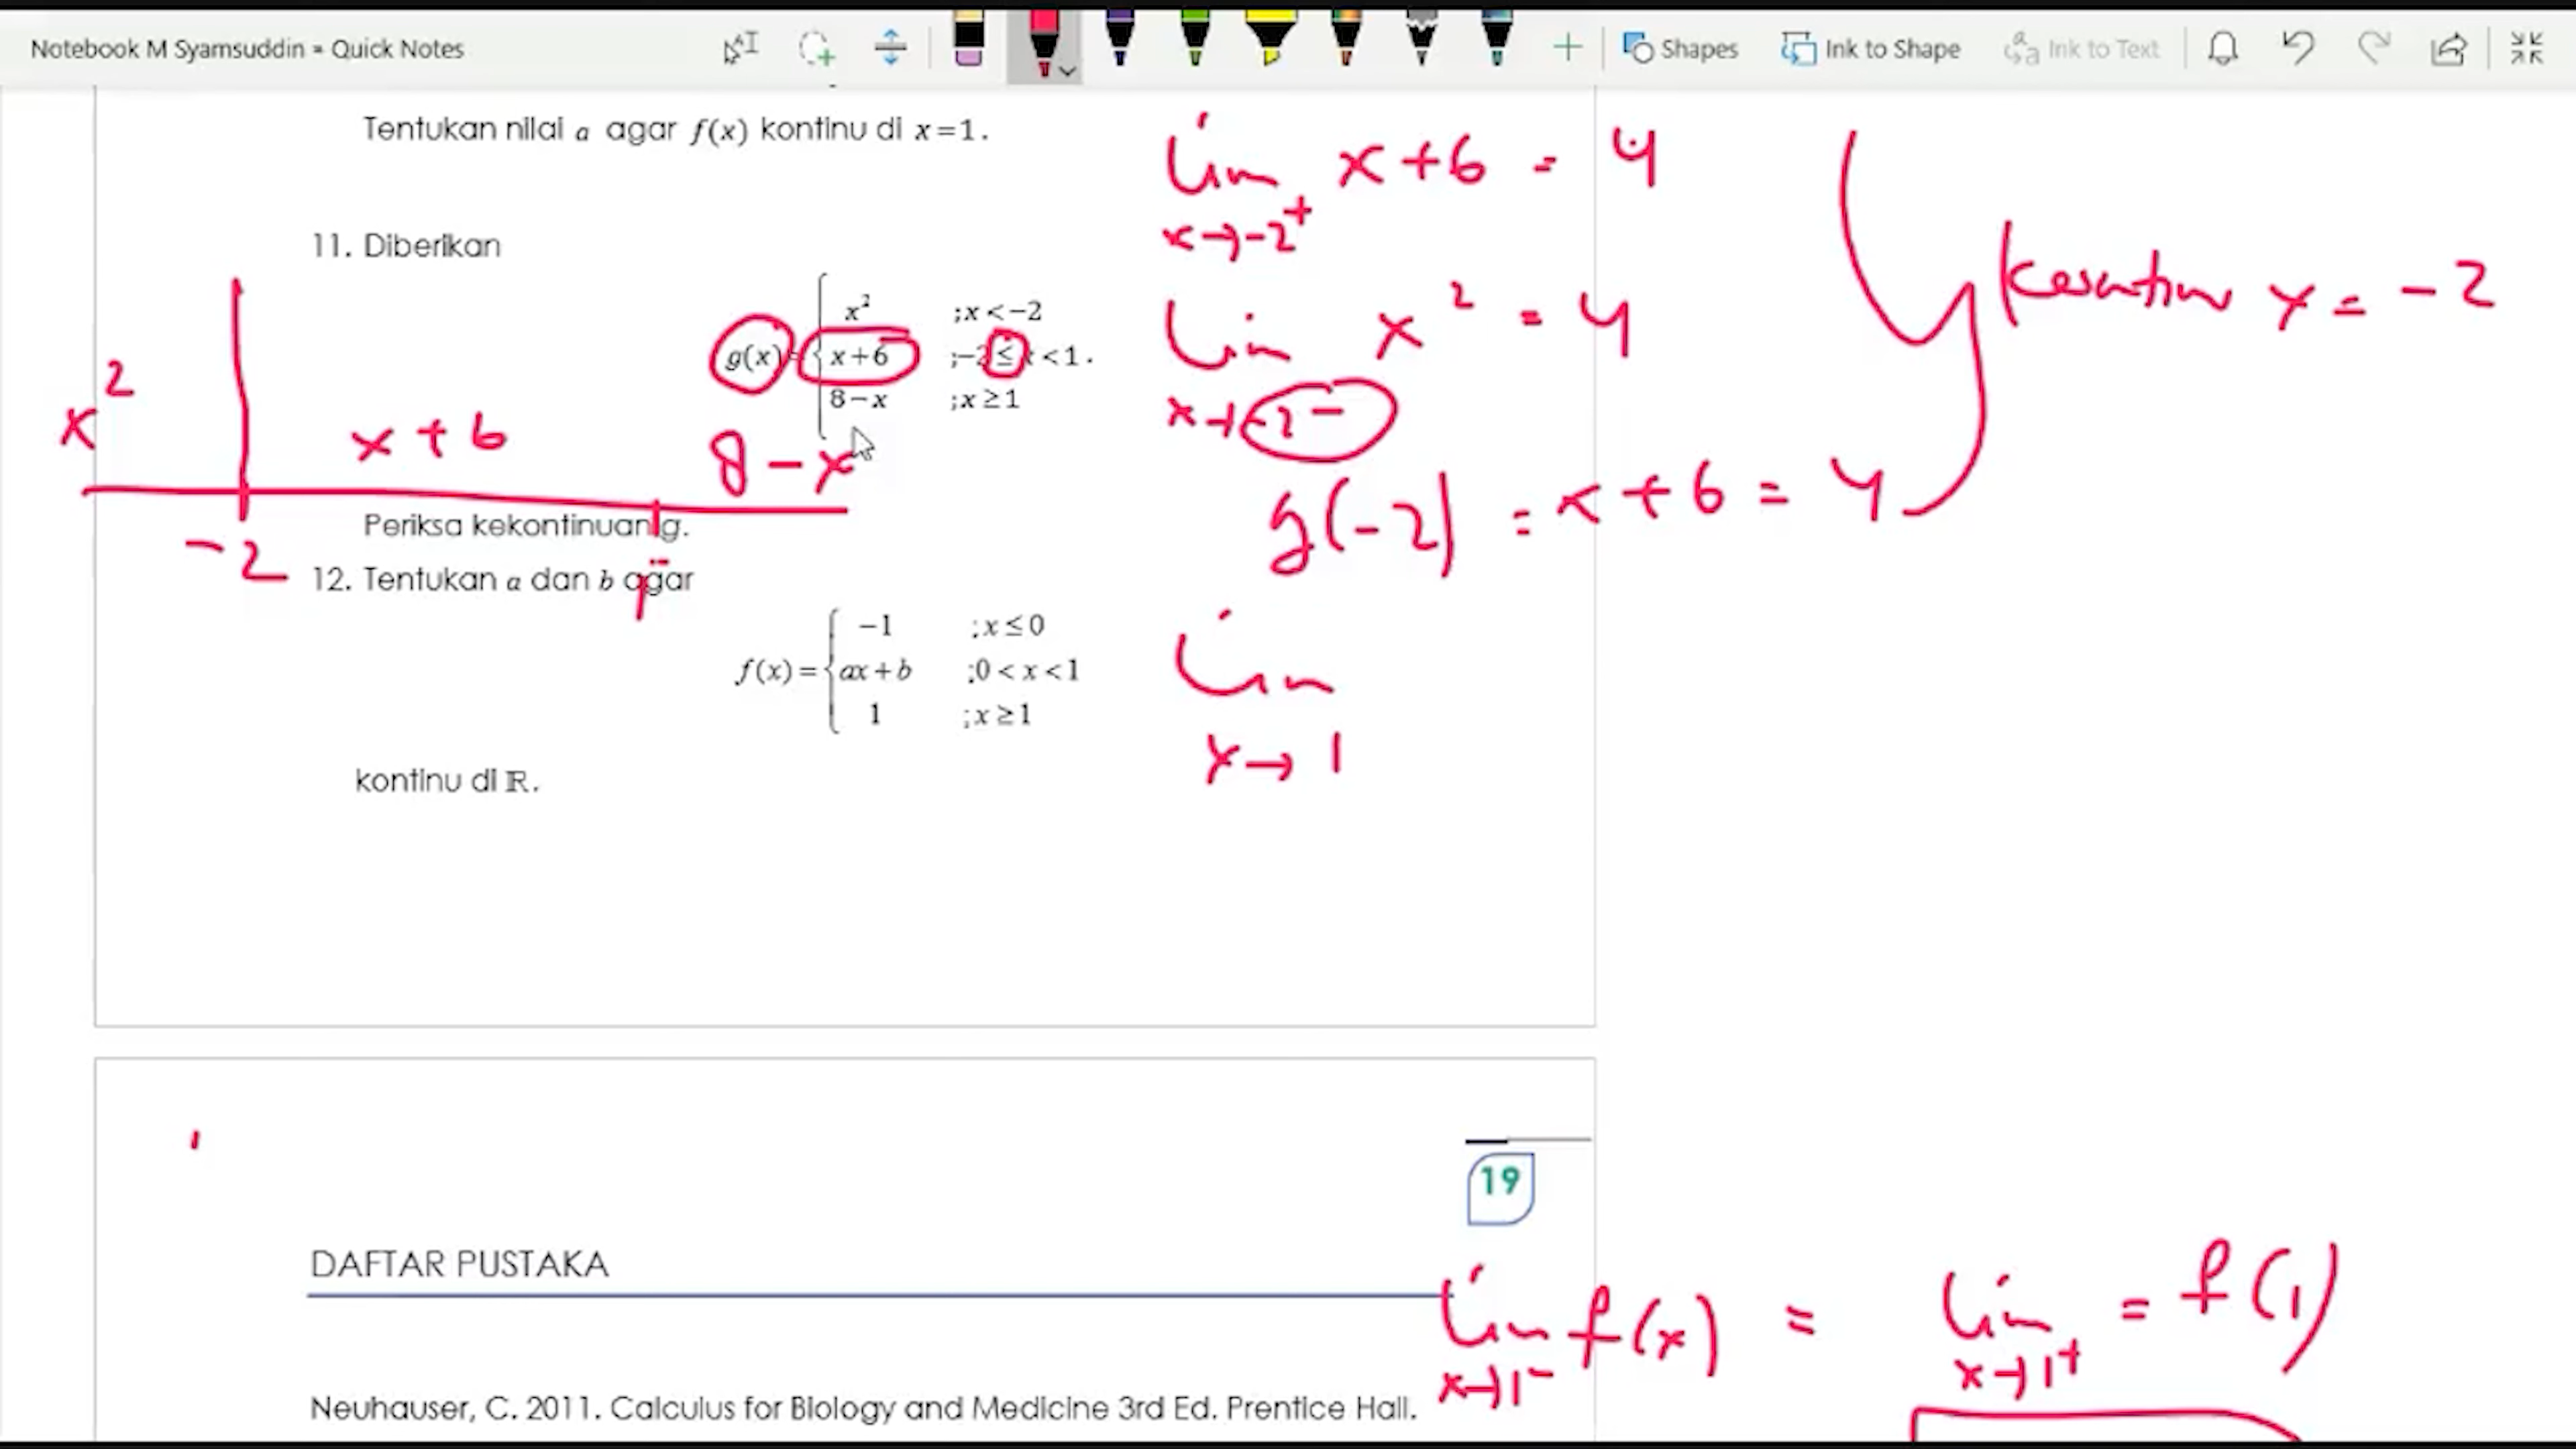 Notebook M Syamsuddin » Quick Notes
Shapes
Ink to Shape
Ink to Text
Tentukan nilai a agar f(x) kontinu di x=1.
lim x+6 = 4
x→-2⁺
11. Diberikan
x² ;x<-2
g(x)= x+6 ;-2≤x<1.
8-x ;x≥1
lim x² = 4
x→-2⁻
x=-2
x²
x+6
8-x
-2
1
g(-2) = x+6 = 4
Periksa kekontinuan g.
12. Tentukan a dan b agar
-1 ;x≤0
f(x)= ax+b ;0<x<1
1 ;x≥1
lim
x→1
kontinu di ℝ.
19
DAFTAR PUSTAKA
lim f(x) = lim = f(1)
x→1⁻ x→1⁺
Neuhauser, C. 2011. Calculus for Biology and Medicine 3rd Ed. Prentice Hall.